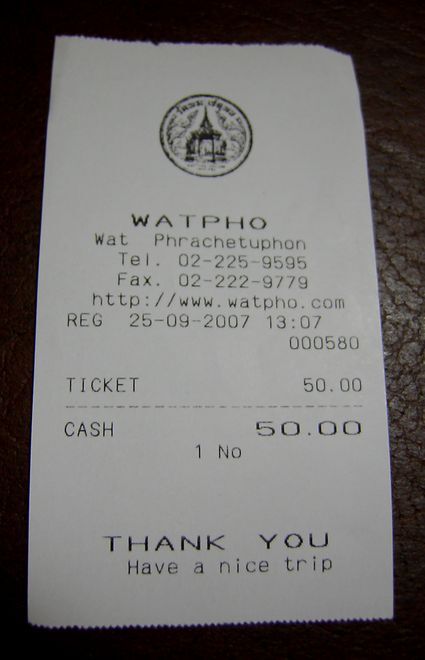 WATPHO
Wat Phrachetuphon
Tel. 02-225-9595
Fax. 02-222-9779
http://www.watpho.com
REG 25-09-2007 13:07
000580
TICKET 50.00
CASH 50.00
1 No
THANK YOU
Have a nice trip